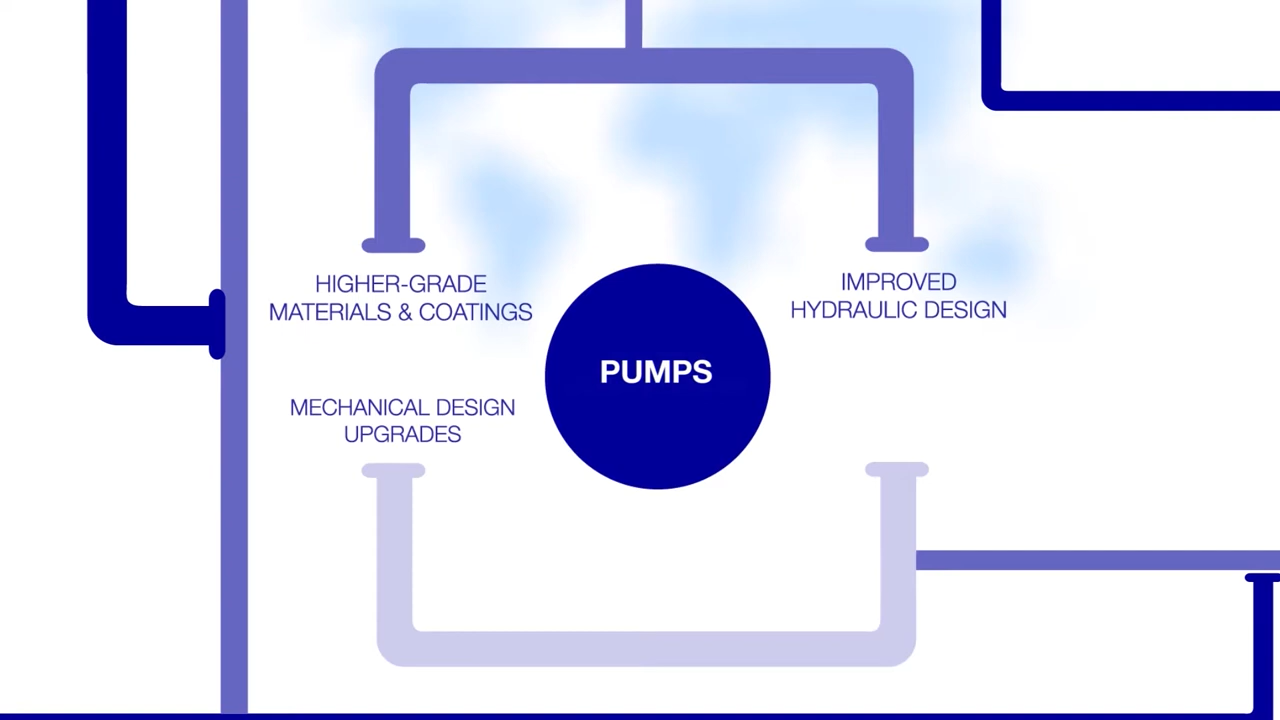 HIGHER-GRADE
MATERIALS & COATINGS
IMPROVED
HYDRAULIC DESIGN
PUMPS
MECHANICAL DESIGN
UPGRADES